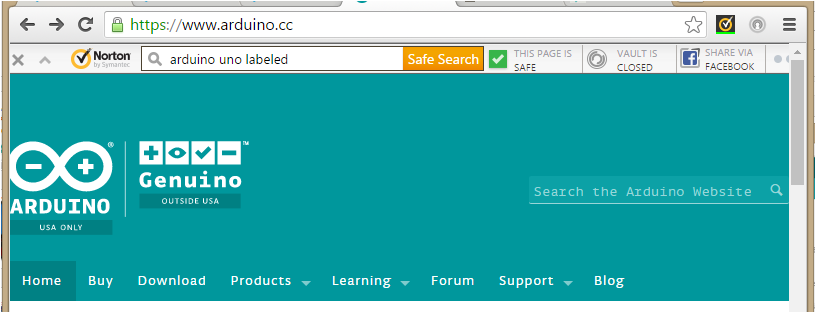 https://www.arduino.cc
Norton
by Symantec
arduino uno labeled
Safe Search
THIS PAGE IS
SAFE
VAULT IS
CLOSED
SHARE VIA
FACEBOOK
ARDUINO
USA ONLY
Genuino
OUTSIDE USA
Search the Arduino Website
Home Buy Download Products Learning Forum Support Blog